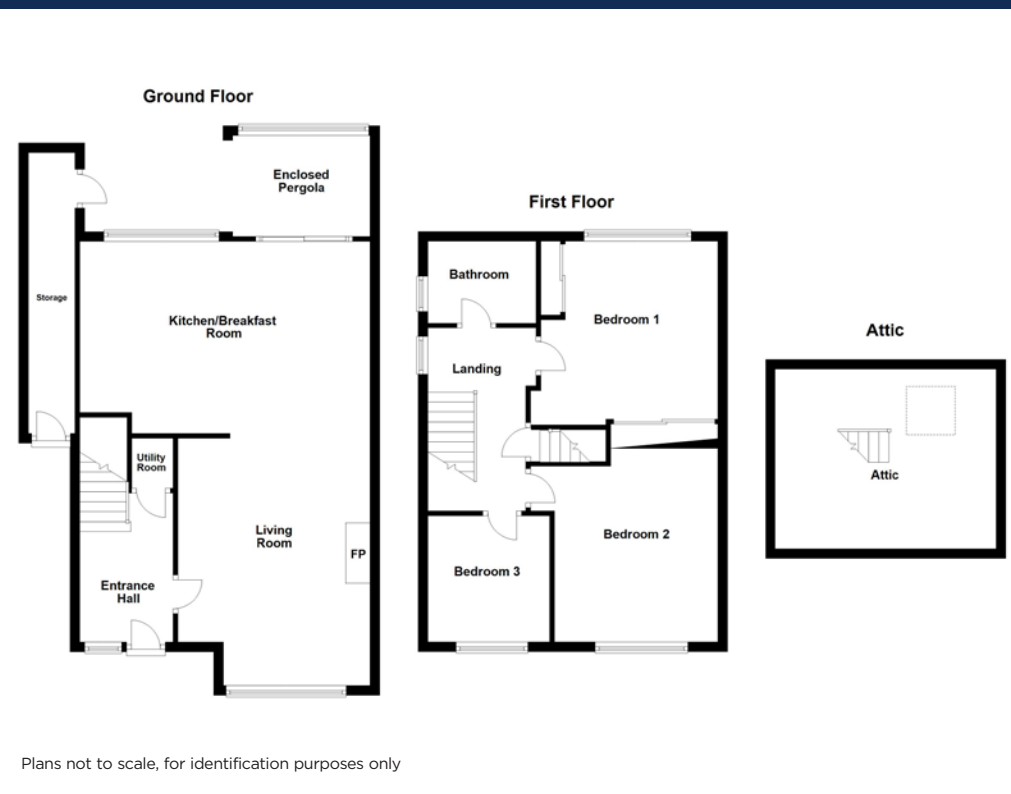 Ground Floor
Enclosed
Pergola
Storage
Kitchen/Breakfast
Room
Utility
Room
Living
Room
FP
Entrance
Hall
First Floor
Bathroom
Bedroom 1
Landing
Bedroom 2
Bedroom 3
Attic
Attic
Plans not to scale, for identification purposes only